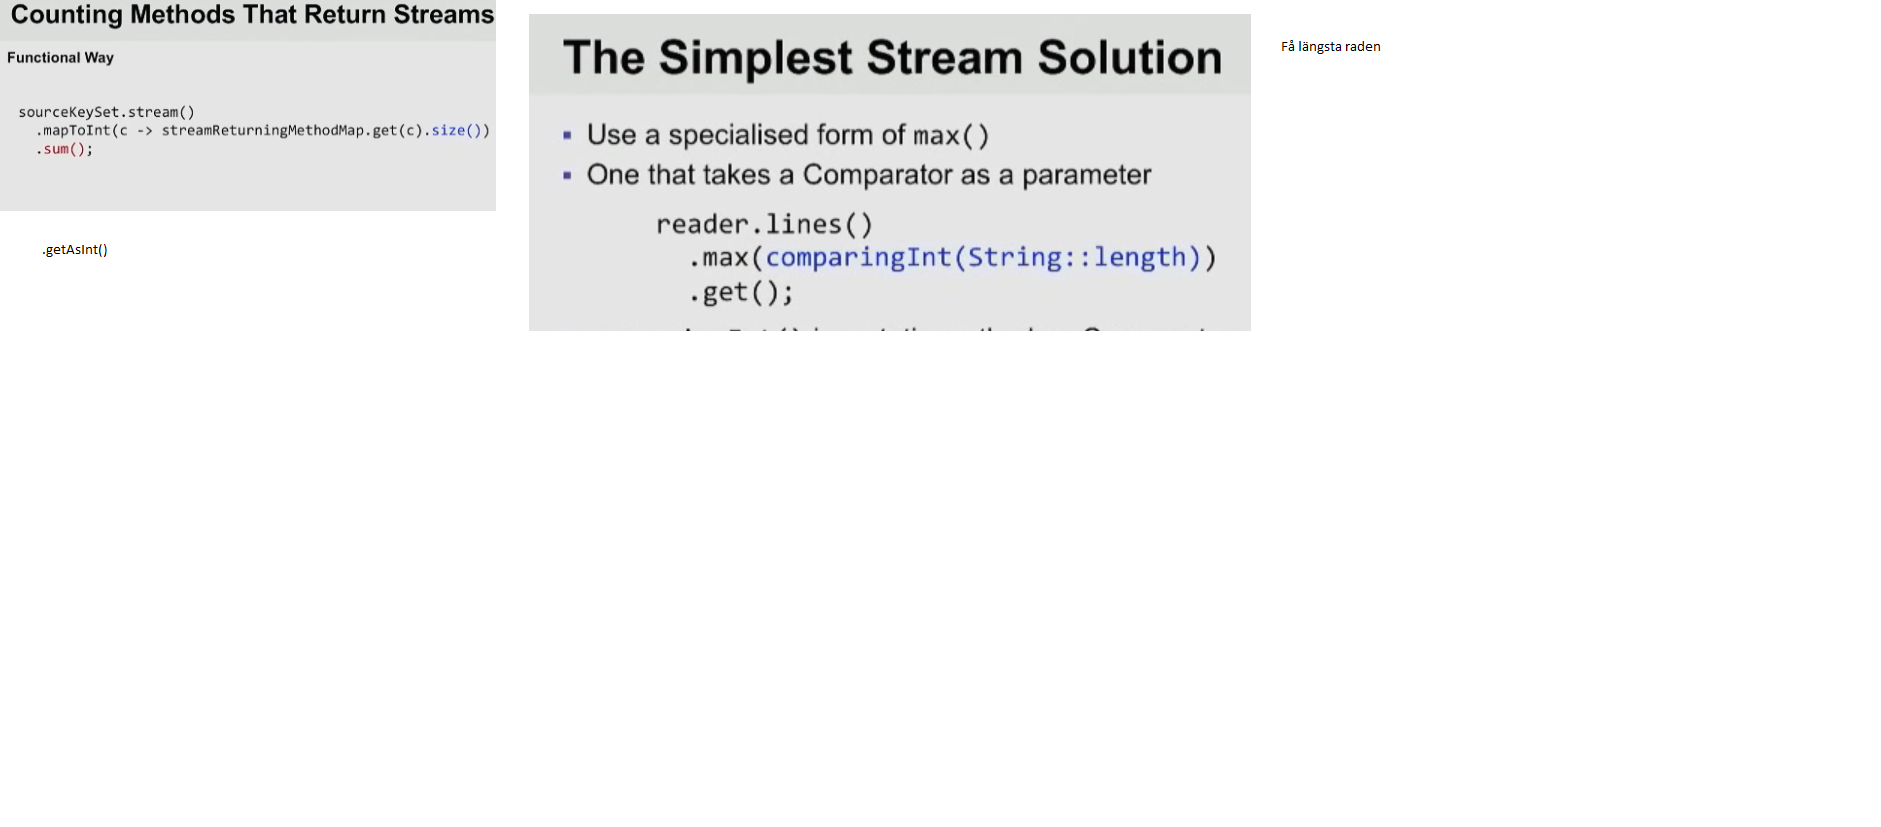 Counting Methods That Return Streams
Functional Way
sourceKeySet.stream()
.mapToInt(c -> streamReturningMethodMap.get(c).size())
.sum();
.getAsInt()
The Simplest Stream Solution
▪ Use a specialised form of max()
▪ One that takes a Comparator as a parameter
reader.lines()
.max(comparingInt(String::length))
.get();
Få längsta raden